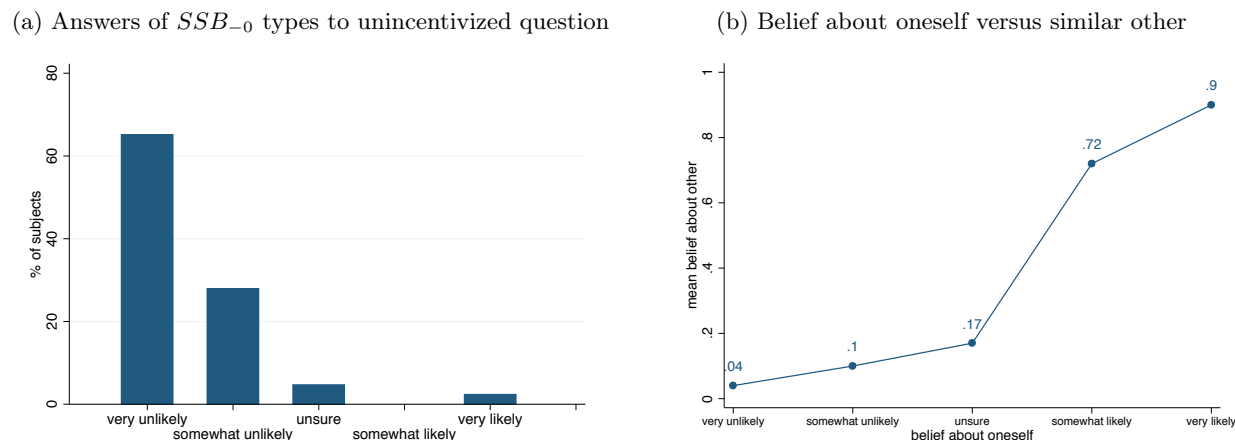 (a) Answers of SSB₋₀ types to unincentivized question
80
60
40
20
0
% of subjects
very unlikely
somewhat unlikely
unsure
somewhat likely
very likely
(b) Belief about oneself versus similar other
1
.8
.6
.4
.2
0
mean belief about other
.04
.1
.17
.72
.9
very unlikely
somewhat unlikely
unsure
somewhat likely
very likely
belief about oneself